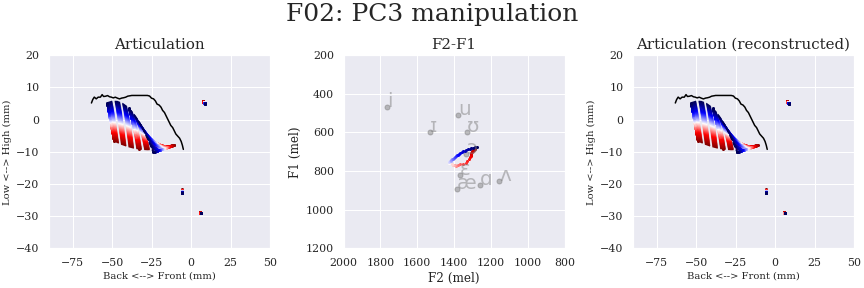 F02: PC3 manipulation
Articulation
F2-F1
Articulation (reconstructed)
20
10
0
−10
−20
−30
−40
−75
−50
−25
0
25
50
Low <--> High (mm)
Back <--> Front (mm)
200
400
600
800
1000
1200
2000
1800
1600
1400
1200
1000
800
F1 (mel)
F2 (mel)
i
u
ɪ
ʊ
ɛ
æ
ɑ
ʌ
20
10
0
−10
−20
−30
−40
−75
−50
−25
0
25
50
Low <--> High (mm)
Back <--> Front (mm)